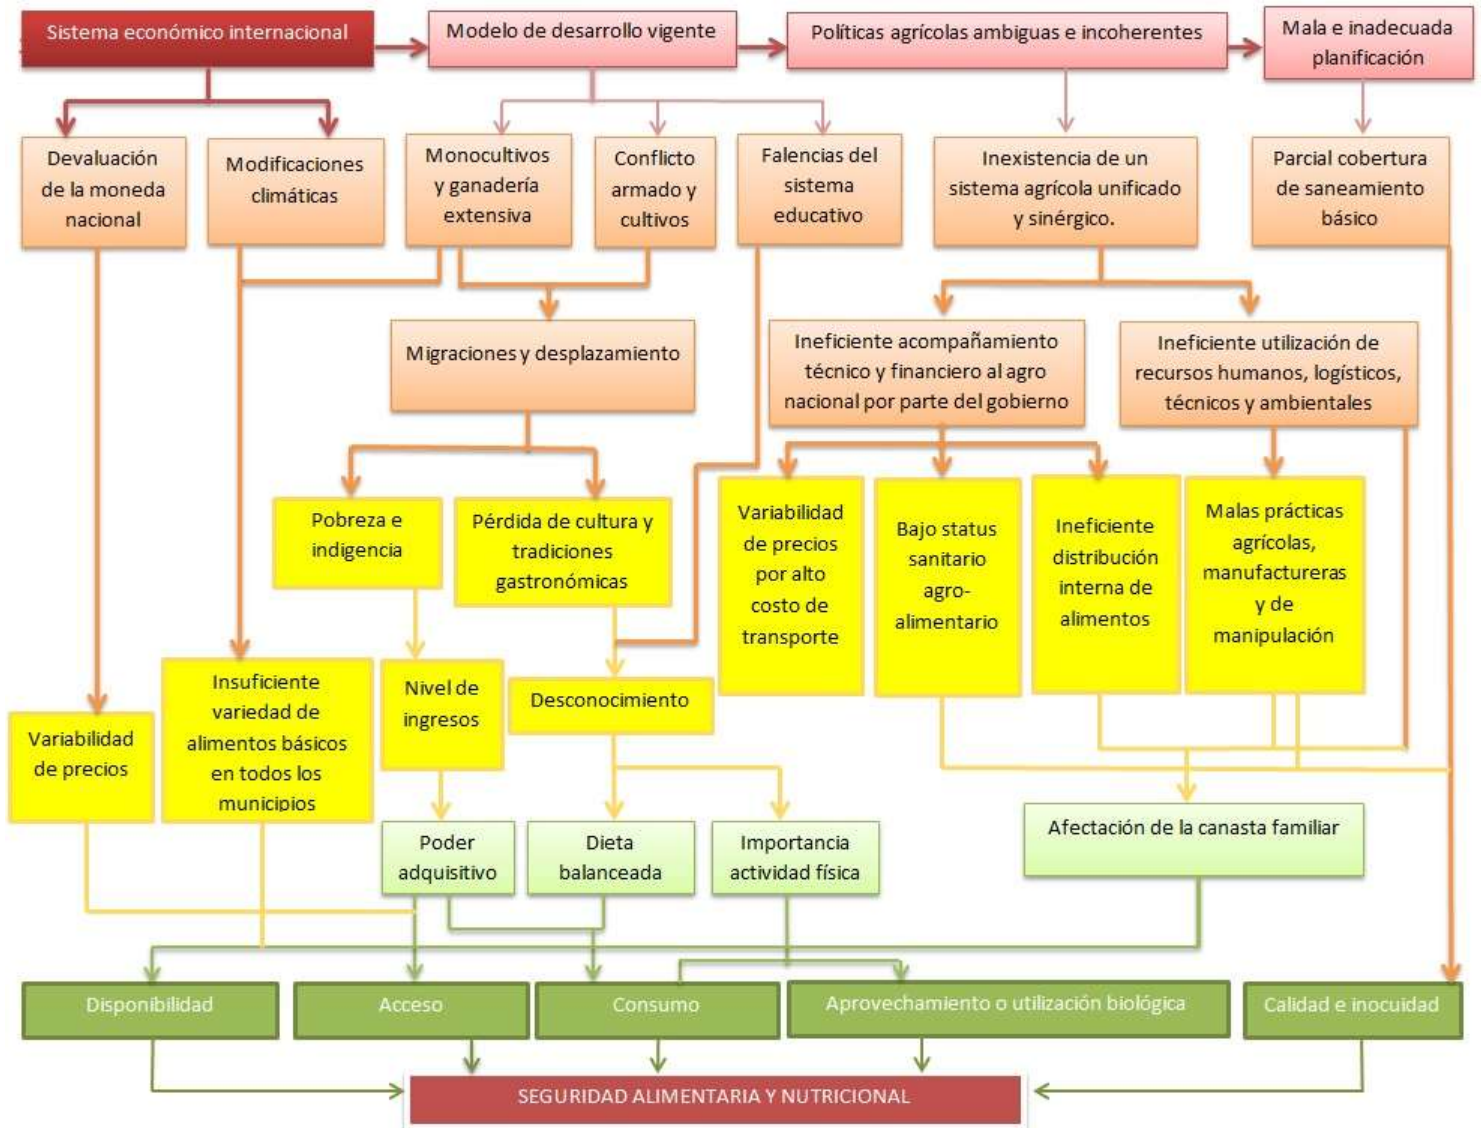 Sistema económico internacional
Modelo de desarrollo vigente
Políticas agrícolas ambiguas e incoherentes
Mala e inadecuada
planificación
Devaluación
de la moneda
nacional
Modificaciones
climáticas
Monocultivos
y ganadería
extensiva
Conflicto
armado y
cultivos
Falencias del
sistema
educativo
Inexistencia de un
sistema agrícola unificado
y sinérgico.
Parcial cobertura
de saneamiento
básico
Migraciones y desplazamiento
Ineficiente acompañamiento
técnico y financiero al agro
nacional por parte del gobierno
Ineficiente utilización de
recursos humanos, logísticos,
técnicos y ambientales
Pobreza e
indigencia
Pérdida de cultura y
tradiciones
gastronómicas
Variabilidad
de precios
por alto
costo de
transporte
Bajo status
sanitario
agro-
alimentario
Ineficiente
distribución
interna de
alimentos
Malas prácticas
agrícolas,
manufactureras
y de
manipulación
Variabilidad
de precios
Insuficiente
variedad de
alimentos básicos
en todos los
municipios
Nivel de
ingresos
Desconocimiento
Poder
adquisitivo
Dieta
balanceada
Importancia
actividad física
Afectación de la canasta familiar
Disponibilidad
Acceso
Consumo
Aprovechamiento o utilización biológica
Calidad e inocuidad
SEGURIDAD ALIMENTARIA Y NUTRICIONAL